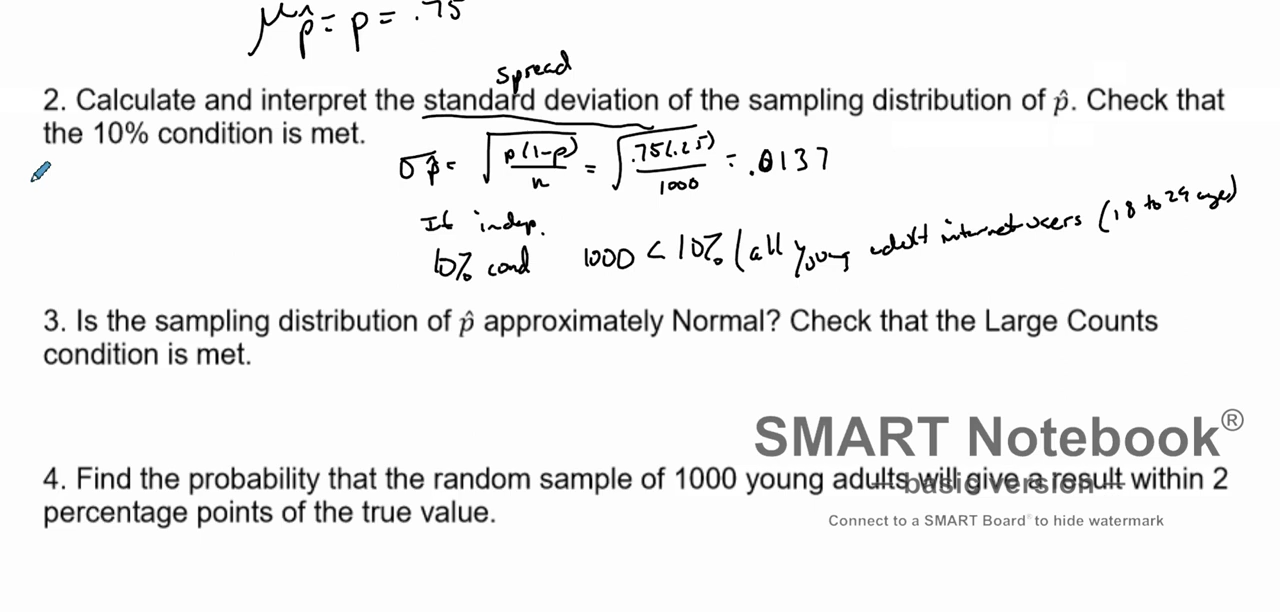 μp̂ = p = .75
spread
2. Calculate and interpret the standard deviation of the sampling distribution of p̂. Check that
the 10% condition is met.
σp̂ = √(p(1-p)/n) = √(.75(.25)/1000) = .0137
If indep.
10% cond 1000 < 10% (all young adult internet users (18 to 29 ages)
3. Is the sampling distribution of p̂ approximately Normal? Check that the Large Counts
condition is met.
SMART Notebook®
4. Find the probability that the random sample of 1000 young adults will give a result within 2
basic version
percentage points of the true value.
Connect to a SMART Board® to hide watermark